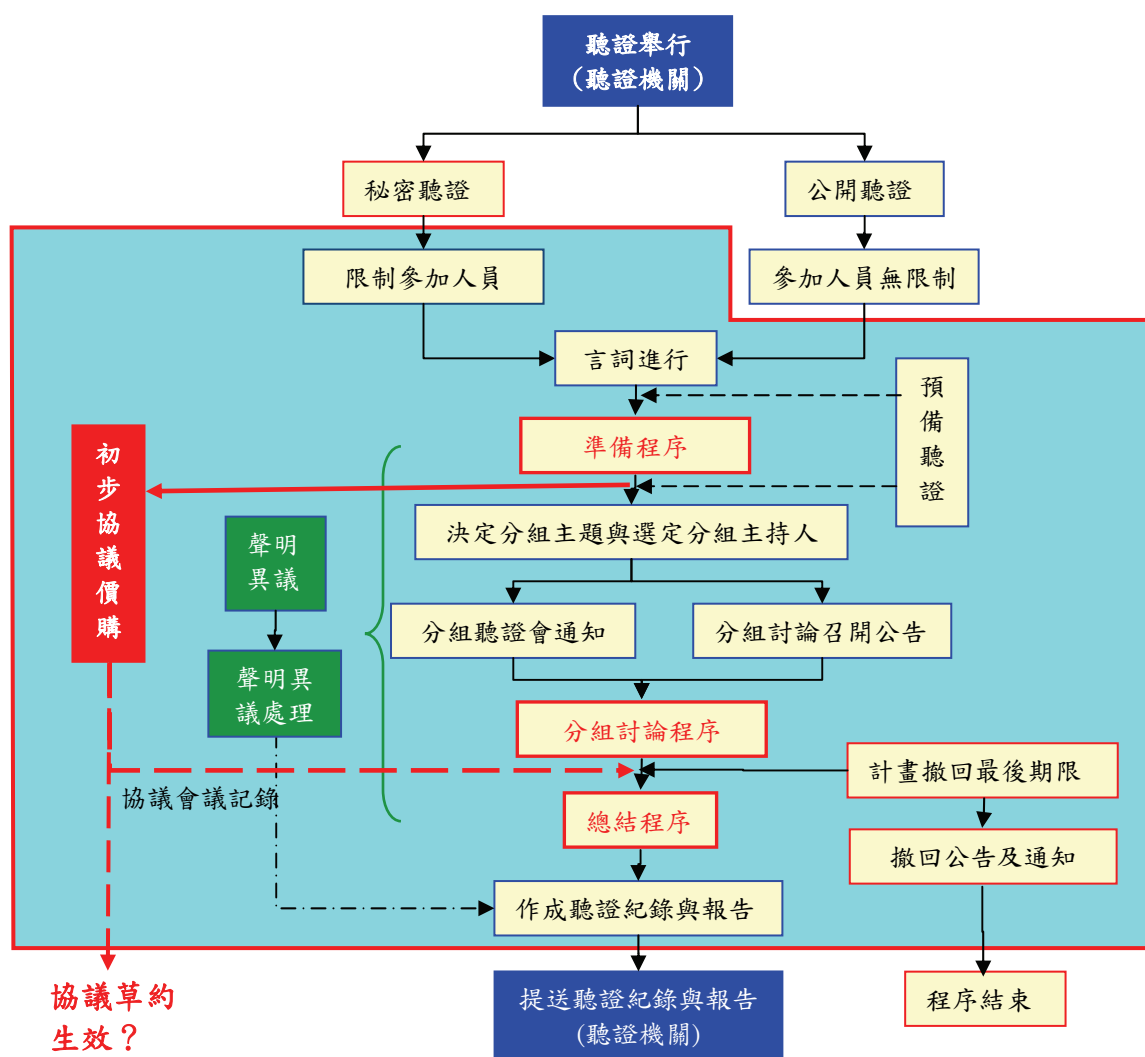 聽證舉行
(聽證機關)
秘密聽證
公開聽證
限制參加人員
參加人員無限制
言詞進行
預備聽證
準備程序
初步協議價購
決定分組主題與選定分組主持人
聲明
異議
分組聽證會通知
分組討論召開公告
聲明異
議處理
分組討論程序
計畫撤回最後期限
協議會議記錄
總結程序
撤回公告及通知
作成聽證紀錄與報告
協議草約
生效？
提送聽證紀錄與報告
(聽證機關)
程序結束